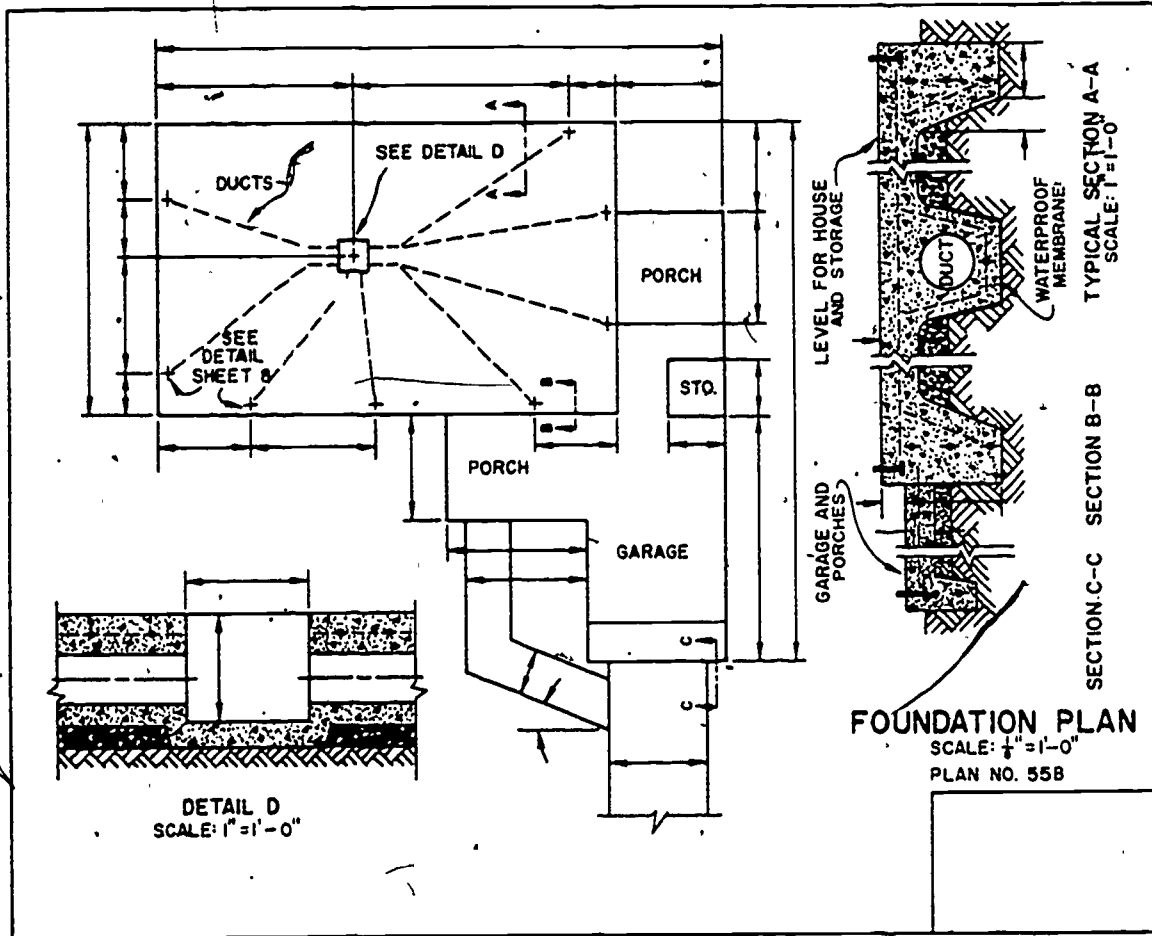 A
A
SEE DETAIL D
DUCTS
PORCH
SEE
DETAIL
SHEET 8
STO.
B
B
PORCH
GARAGE
C
C
DETAIL D
SCALE: 1"=1'-0"
LEVEL FOR HOUSE
AND STORAGE
DUCT
WATERPROOF
MEMBRANE
TYPICAL SECTION A-A
SCALE: 1"=1'-0"
GARAGE AND
PORCHES
SECTION C-C
SECTION B-B
FOUNDATION PLAN
SCALE: "=1'-0"
PLAN NO. 55B